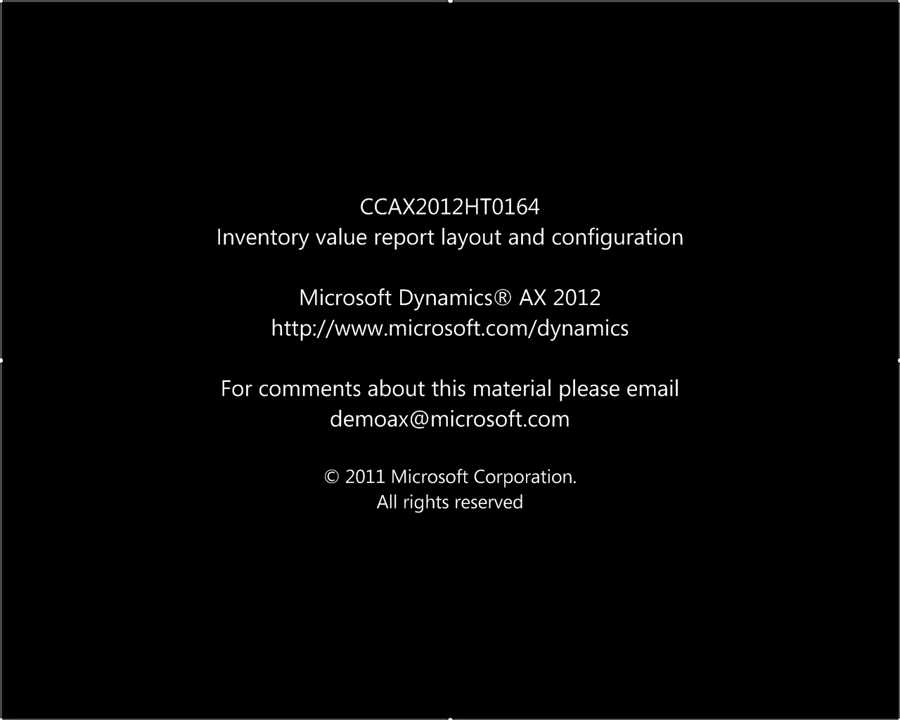 CCAX2012HT0164
Inventory value report layout and configuration
Microsoft Dynamics® AX 2012
http://www.microsoft.com/dynamics
For comments about this material please email
demoax@microsoft.com
© 2011 Microsoft Corporation.
All rights reserved